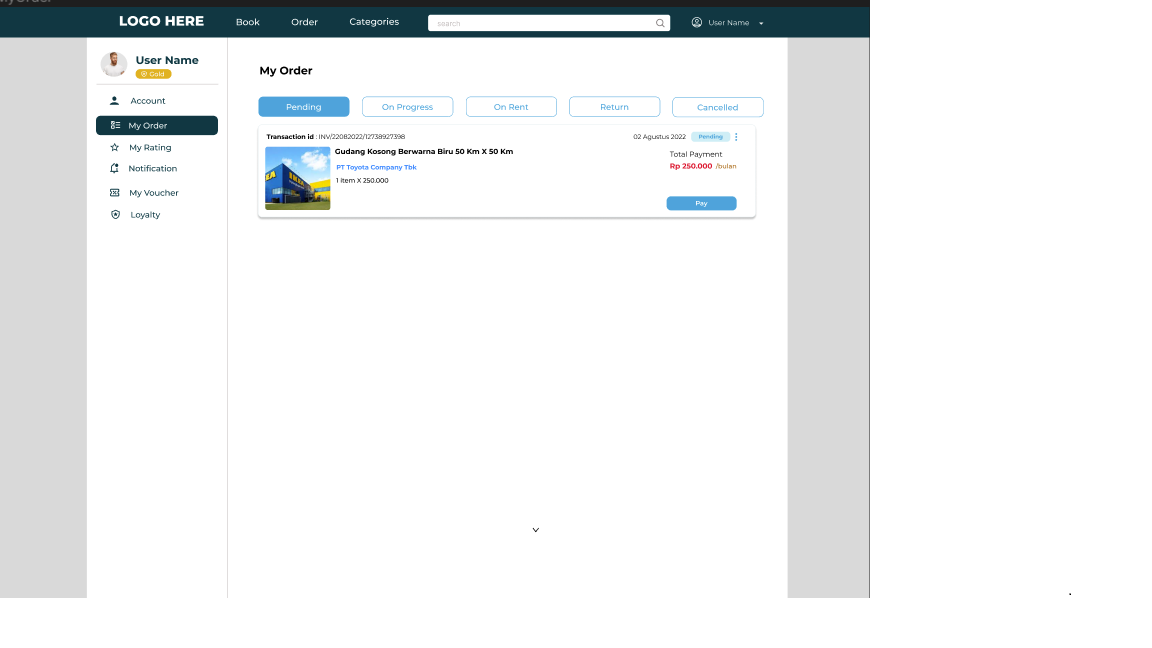 My Order
LOGO HERE Book Order Categories search User Name
User Name
Gold
Account
My Order
My Rating
Notification
My Voucher
Loyalty
My Order
Pending On Progress On Rent Return Cancelled
Transaction id : INV/22082022/12738927398 02 Agustus 2022 Pending
Gudang Kosong Berwarna Biru 50 Km X 50 Km
PT Toyota Company Tbk
1 item X 250.000
Total Payment
Rp 250.000 /bulan
Pay
IKEA